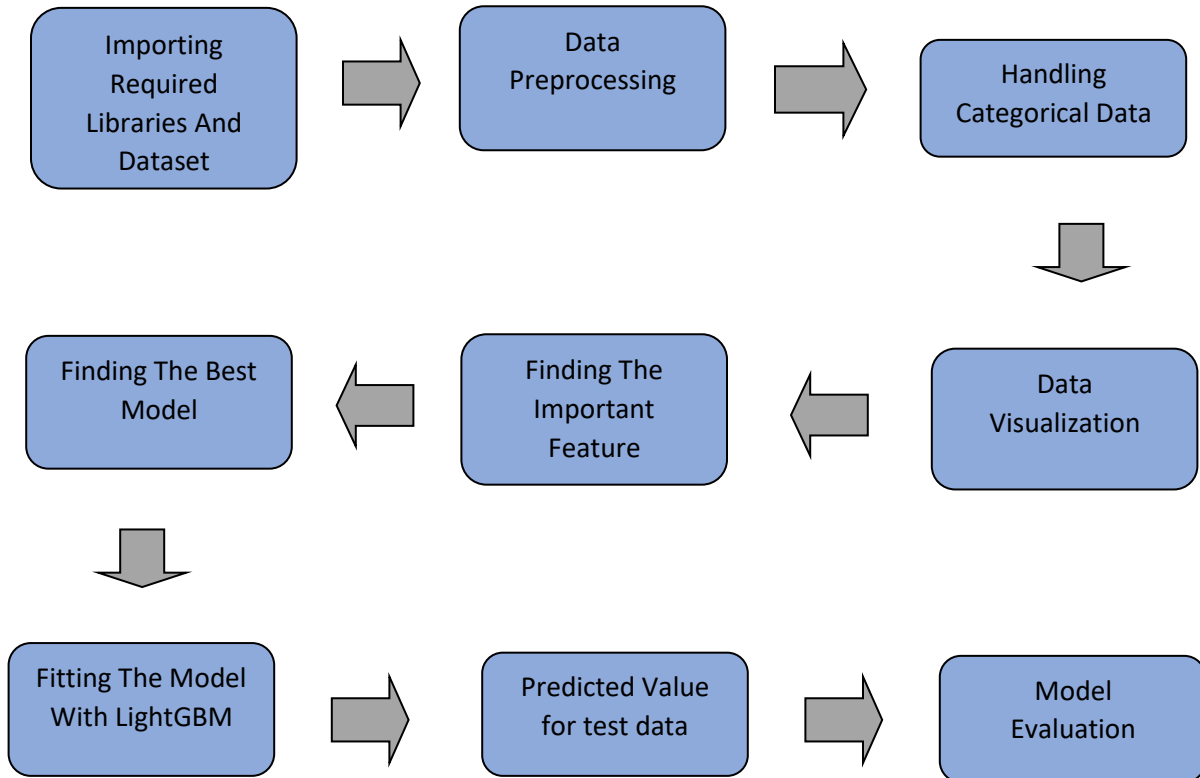 Importing
Required
Libraries And
Dataset
Data
Preprocessing
Handling
Categorical Data
Data
Visualization
Finding The
Important
Feature
Finding The Best
Model
Fitting The Model
With LightGBM
Predicted Value
for test data
Model
Evaluation